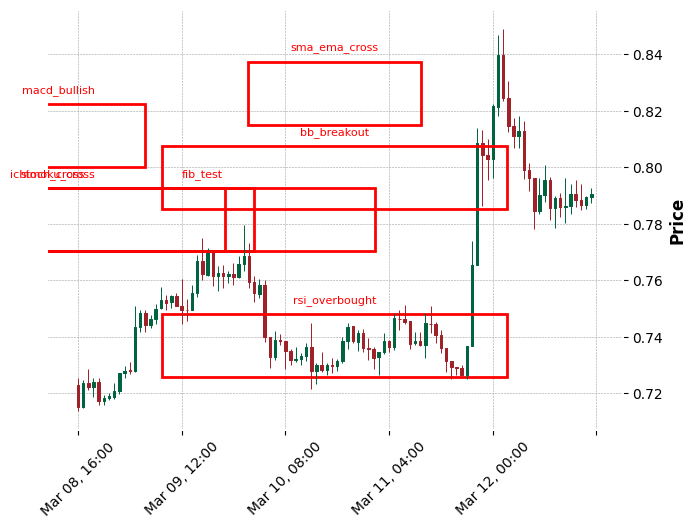 sma_ema_cross
0.84
macd_bullish
0.82
bb_breakout
0.80
fib_test
0.78
Price
0.76
rsi_overbought
0.74
0.72
Mar 08, 16:00
Mar 09, 12:00
Mar 10, 08:00
Mar 11, 04:00
Mar 12, 00:00